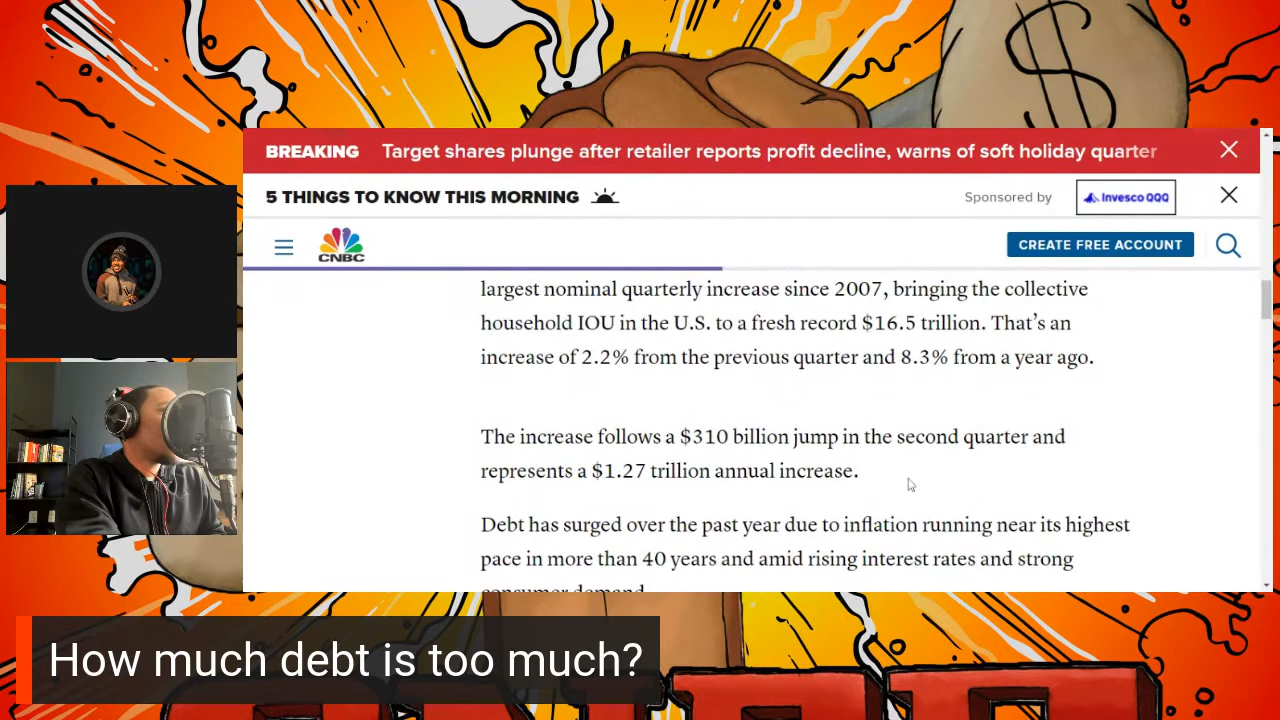 $
BREAKING Target shares plunge after retailer reports profit decline, warns of soft holiday quarter
5 THINGS TO KNOW THIS MORNING Sponsored by Invesco QQQ
CNBC CREATE FREE ACCOUNT
largest nominal quarterly increase since 2007, bringing the collective
household IOU in the U.S. to a fresh record $16.5 trillion. That’s an
increase of 2.2% from the previous quarter and 8.3% from a year ago.
The increase follows a $310 billion jump in the second quarter and
represents a $1.27 trillion annual increase.
Debt has surged over the past year due to inflation running near its highest
pace in more than 40 years and amid rising interest rates and strong
consumer demand.
How much debt is too much?